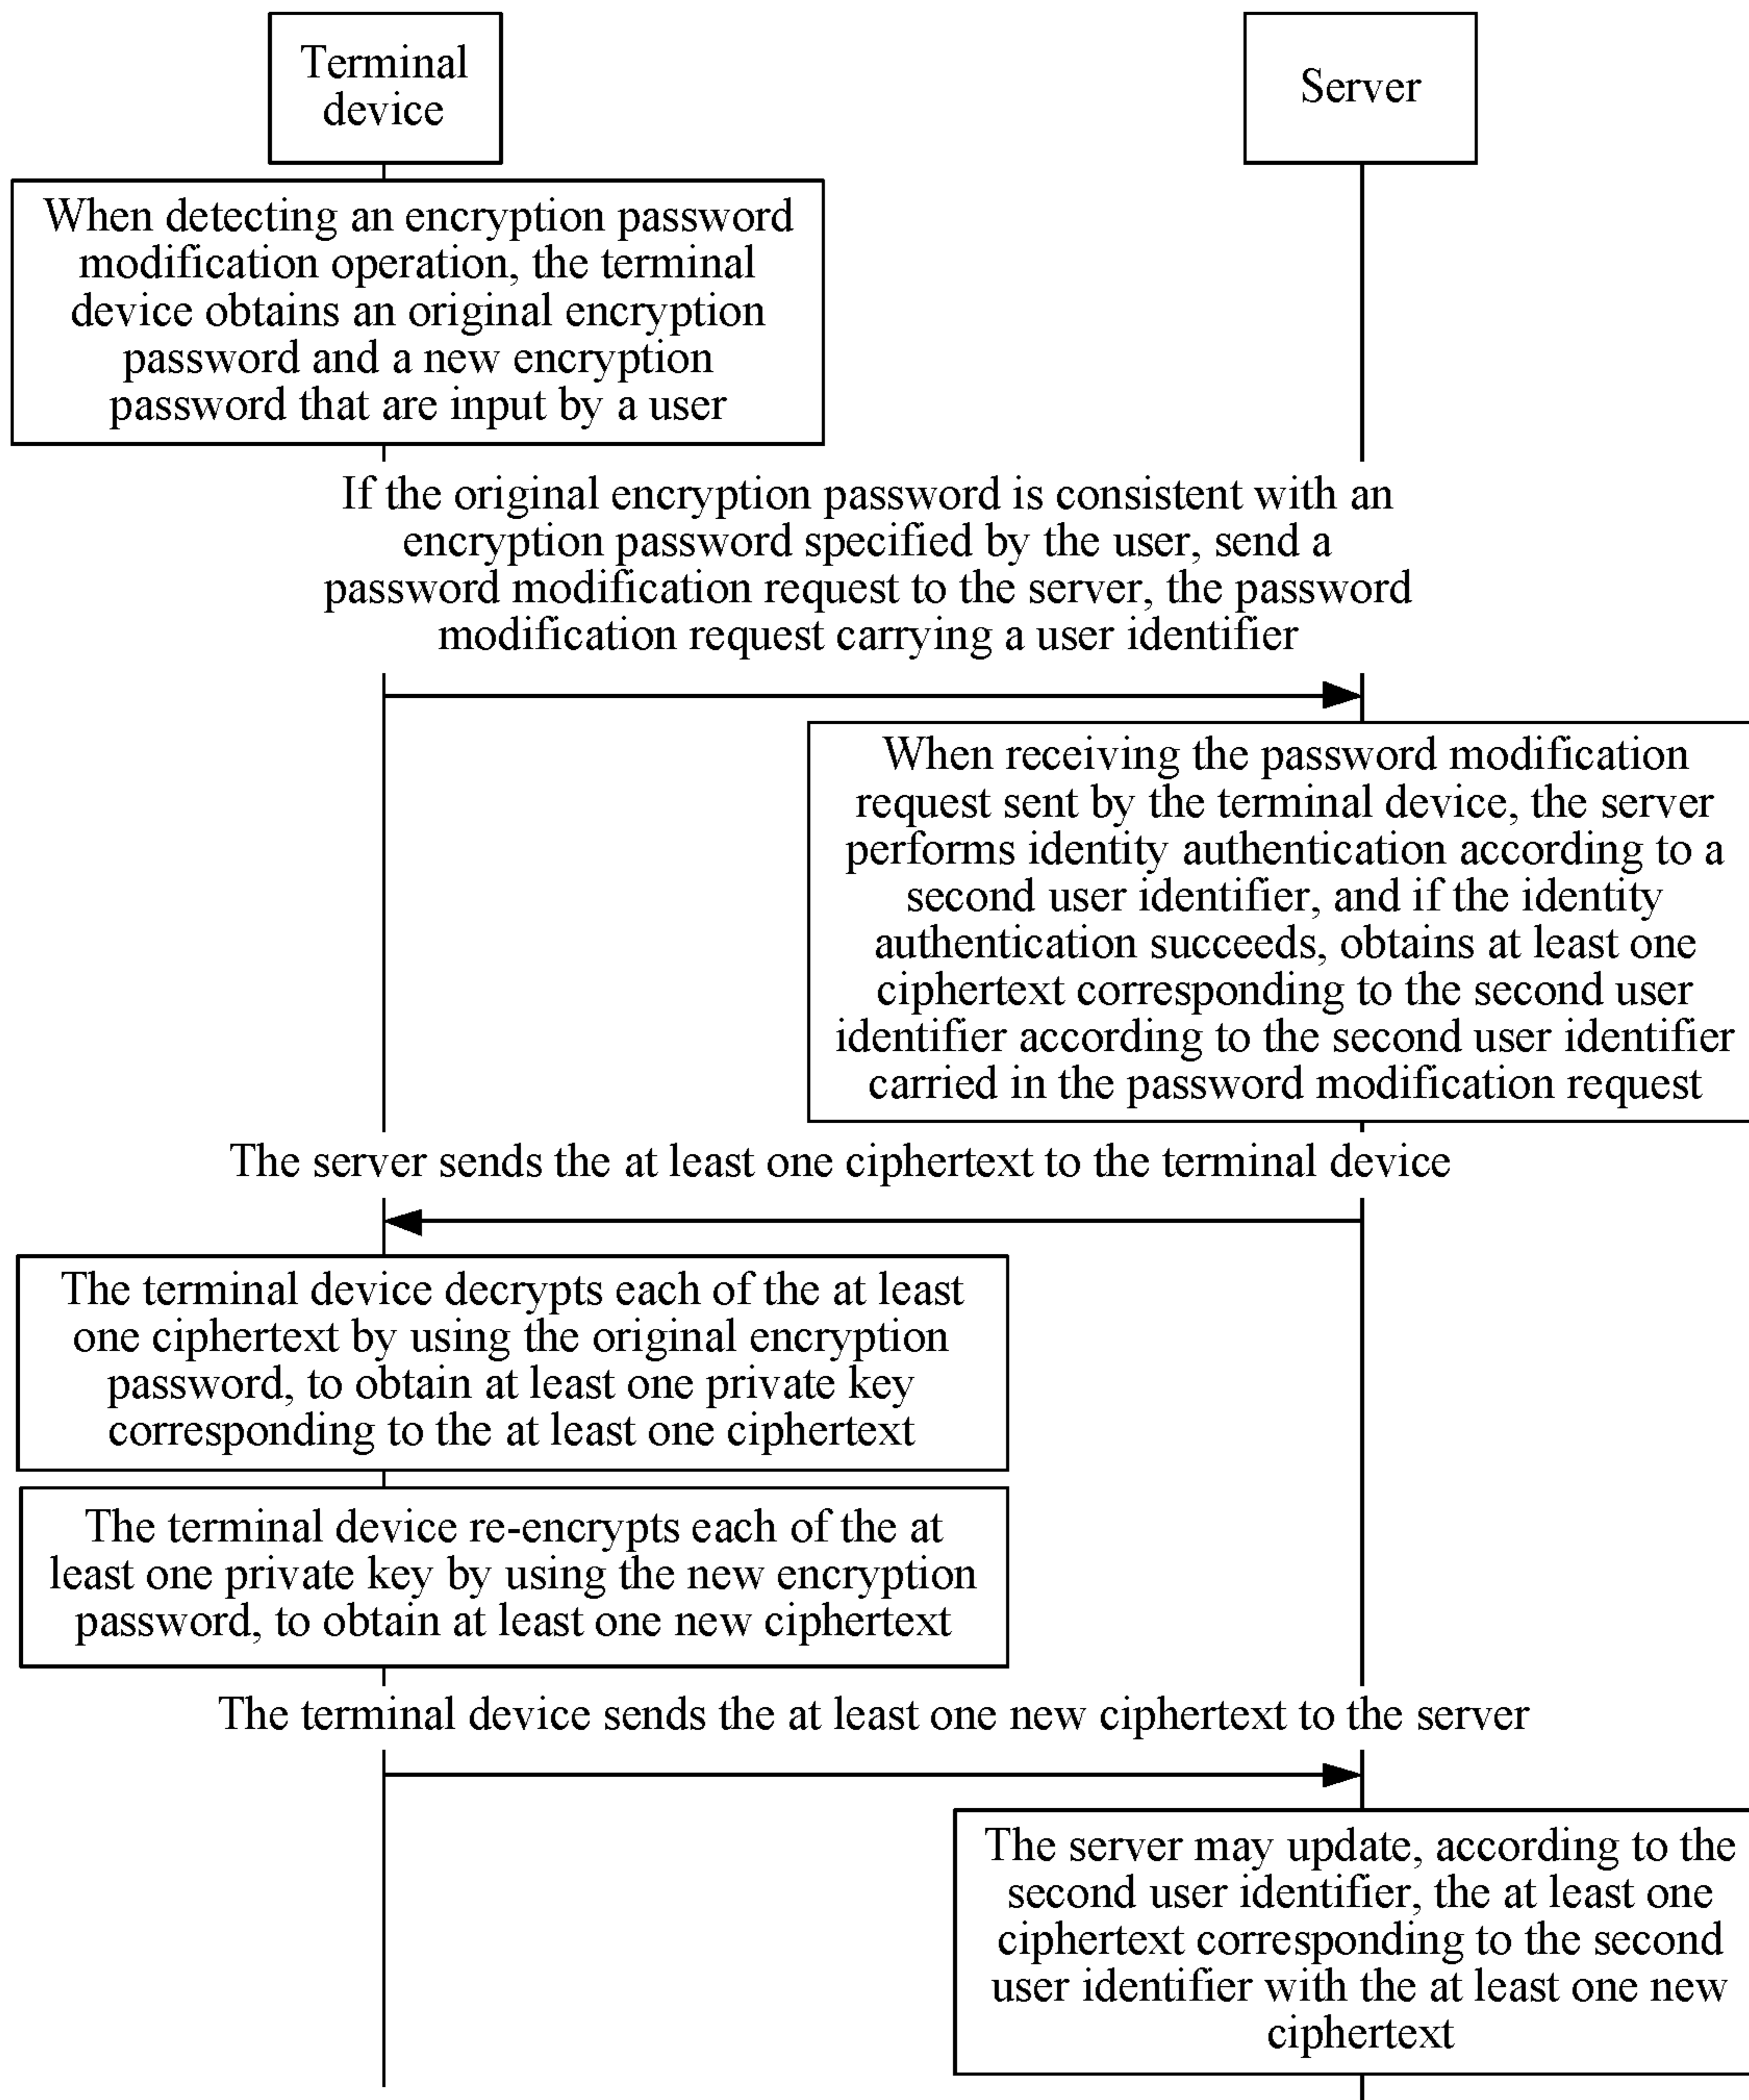 Terminal
device
Server
When detecting an encryption password
modification operation, the terminal
device obtains an original encryption
password and a new encryption
password that are input by a user
If the original encryption password is consistent with an
encryption password specified by the user, send a
password modification request to the server, the password
modification request carrying a user identifier
When receiving the password modification
request sent by the terminal device, the server
performs identity authentication according to a
second user identifier, and if the identity
authentication succeeds, obtains at least one
ciphertext corresponding to the second user
identifier according to the second user identifier
carried in the password modification request
The server sends the at least one ciphertext to the terminal device
The terminal device decrypts each of the at least
one ciphertext by using the original encryption
password, to obtain at least one private key
corresponding to the at least one ciphertext
The terminal device re-encrypts each of the at
least one private key by using the new encryption
password, to obtain at least one new ciphertext
The terminal device sends the at least one new ciphertext to the server
The server may update, according to the
second user identifier, the at least one
ciphertext corresponding to the second
user identifier with the at least one new
ciphertext